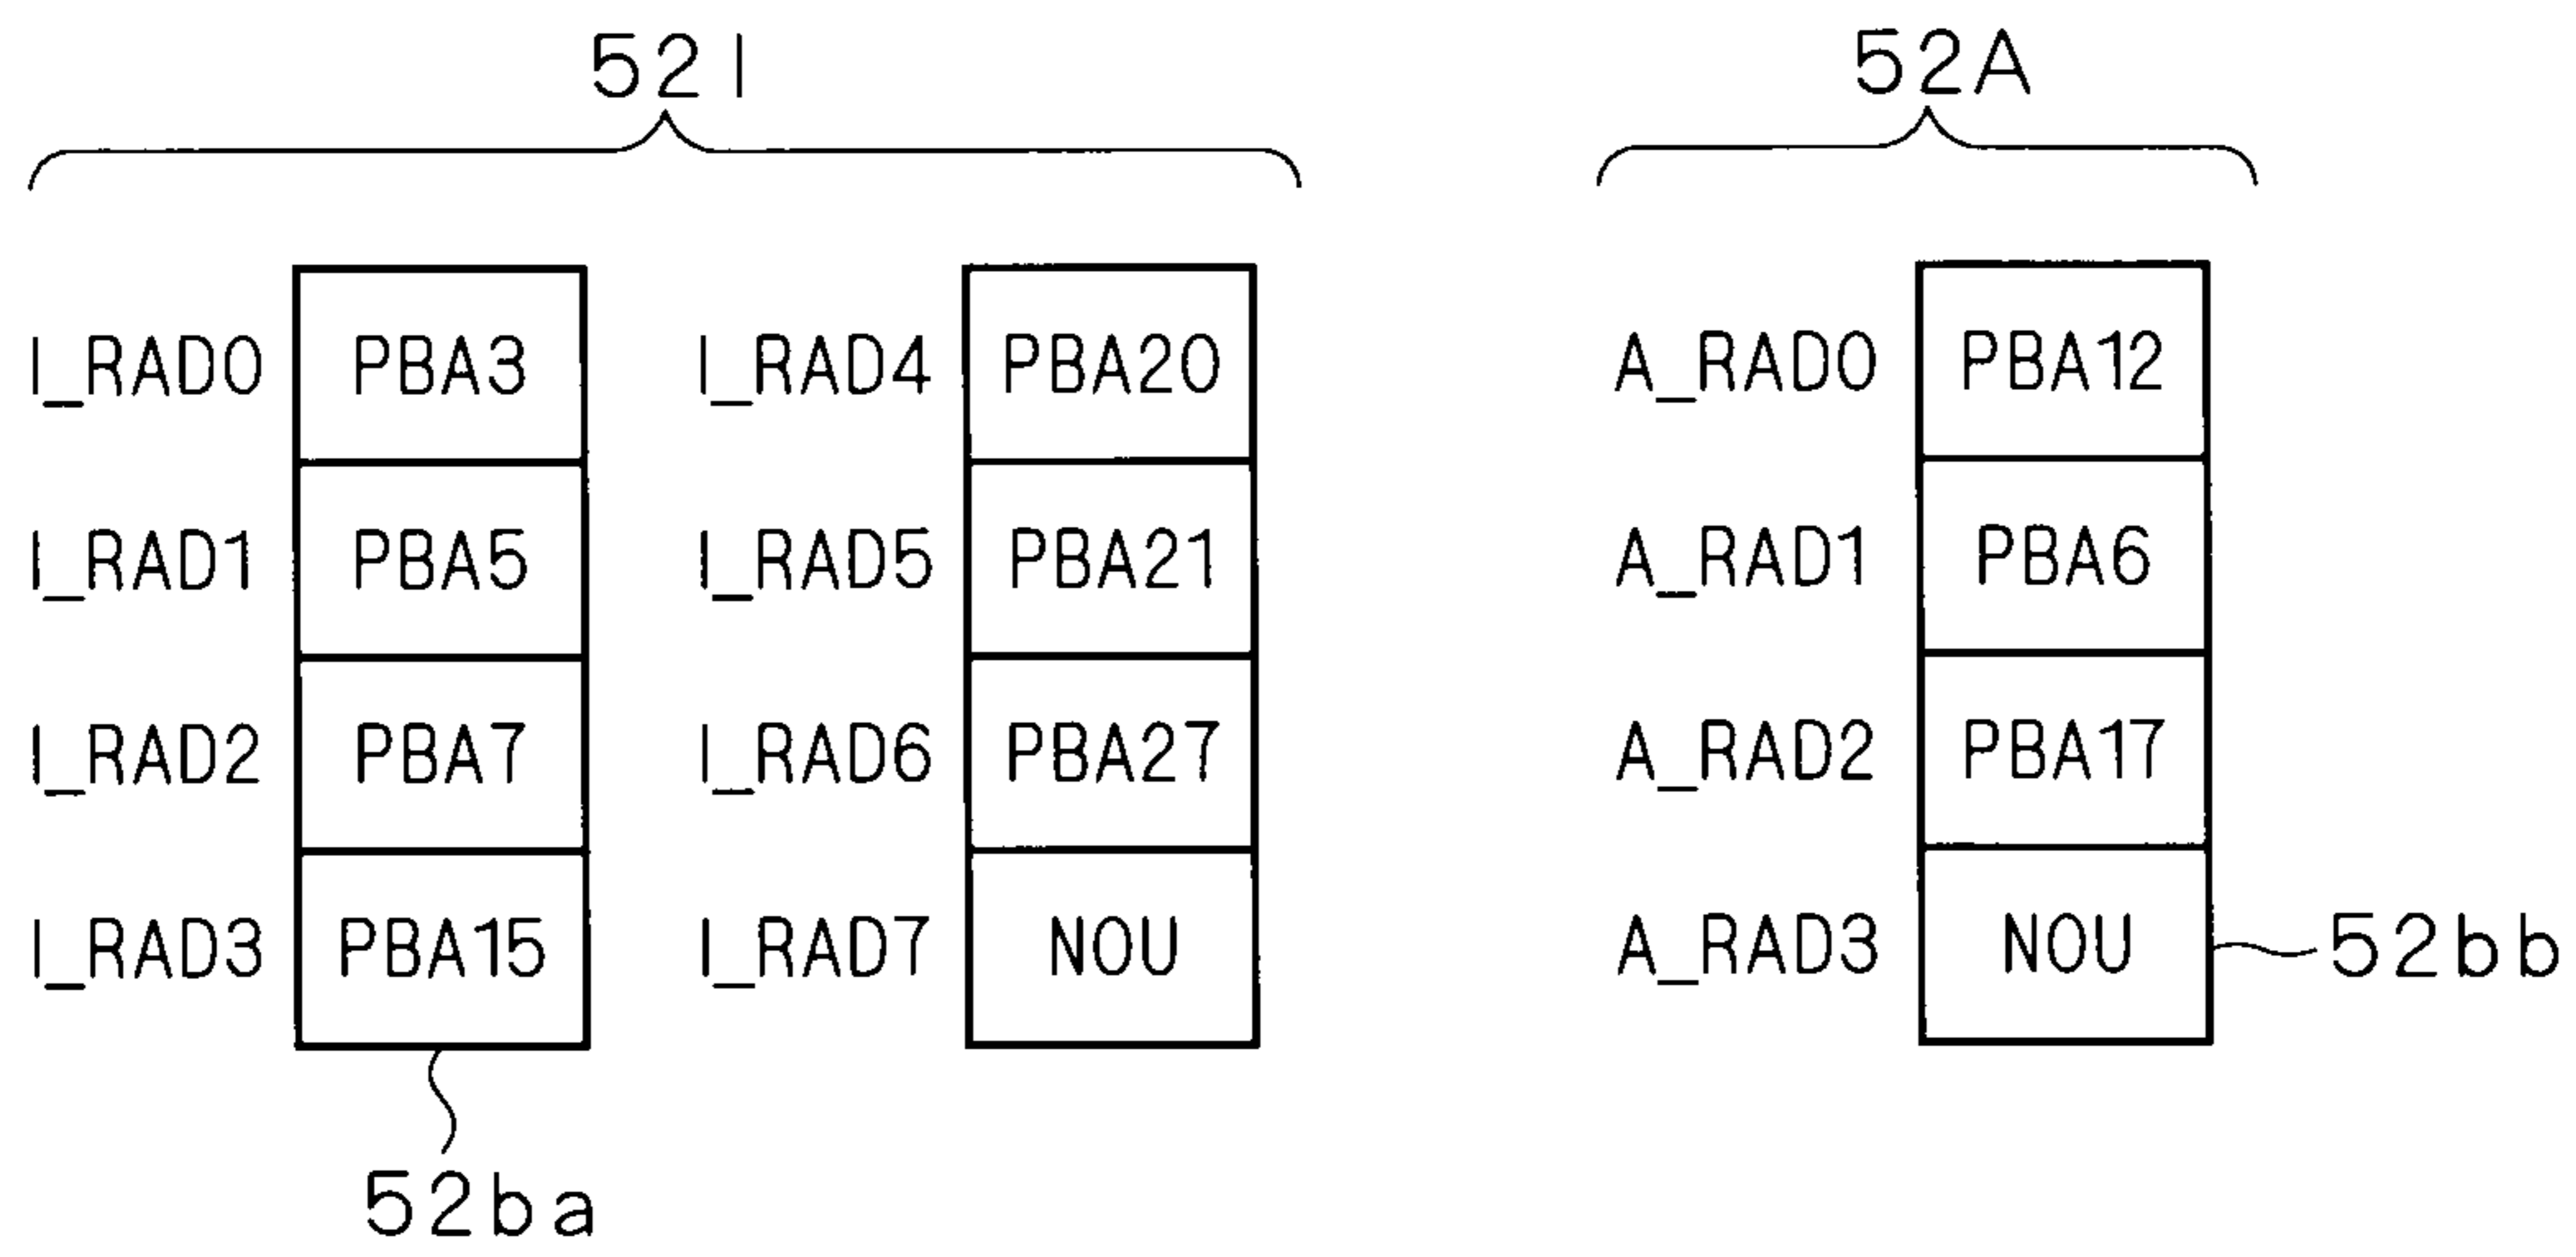 52I 52A
I_RAD0 PBA3 I_RAD4 PBA20 A_RAD0 PBA12
I_RAD1 PBA5 I_RAD5 PBA21 A_RAD1 PBA6
I_RAD2 PBA7 I_RAD6 PBA27 A_RAD2 PBA17
I_RAD3 PBA15 I_RAD7 NOU A_RAD3 NOU 52bb
52ba